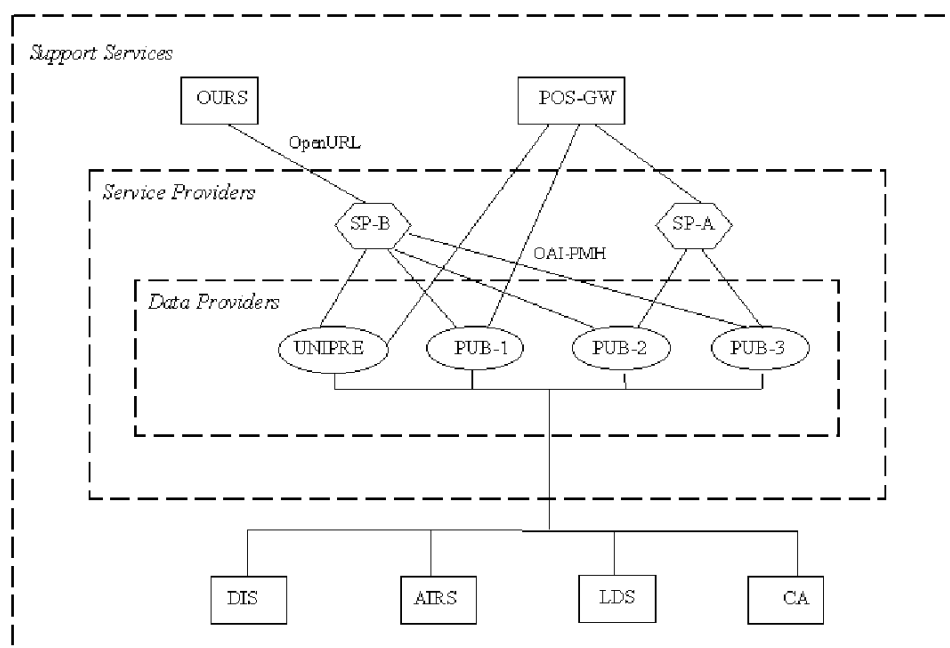 Support Services
OURS
POS-GW
OpenURL
Service Providers
SP-B
SP-A
OAI-PMH
Data Providers
UNIPRE
PUB-1
PUB-2
PUB-3
DIS
AIRS
LDS
CA